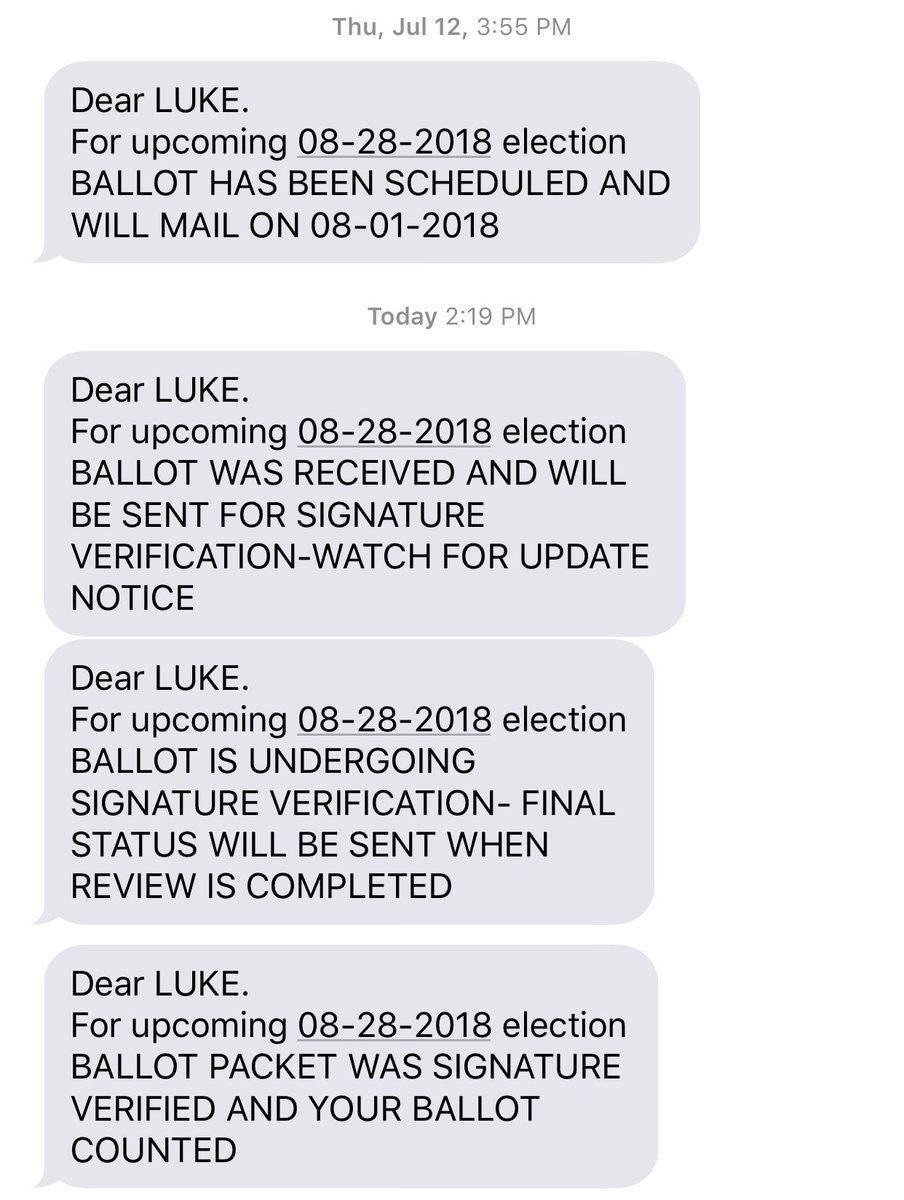 Thu, Jul 12, 3:55 PM
Dear LUKE.
For upcoming 08-28-2018 election
BALLOT HAS BEEN SCHEDULED AND
WILL MAIL ON 08-01-2018
Today 2:19 PM
Dear LUKE.
For upcoming 08-28-2018 election
BALLOT WAS RECEIVED AND WILL
BE SENT FOR SIGNATURE
VERIFICATION-WATCH FOR UPDATE
NOTICE
Dear LUKE.
For upcoming 08-28-2018 election
BALLOT IS UNDERGOING
SIGNATURE VERIFICATION- FINAL
STATUS WILL BE SENT WHEN
REVIEW IS COMPLETED
Dear LUKE.
For upcoming 08-28-2018 election
BALLOT PACKET WAS SIGNATURE
VERIFIED AND YOUR BALLOT
COUNTED